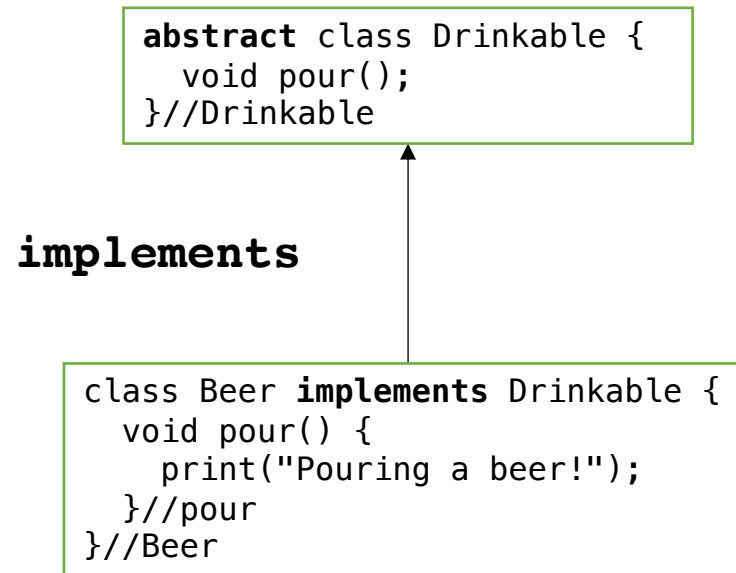 abstract class Drinkable {
  void pour();
}//Drinkable
implements
class Beer implements Drinkable {
  void pour() {
    print("Pouring a beer!");
  }//pour
}//Beer